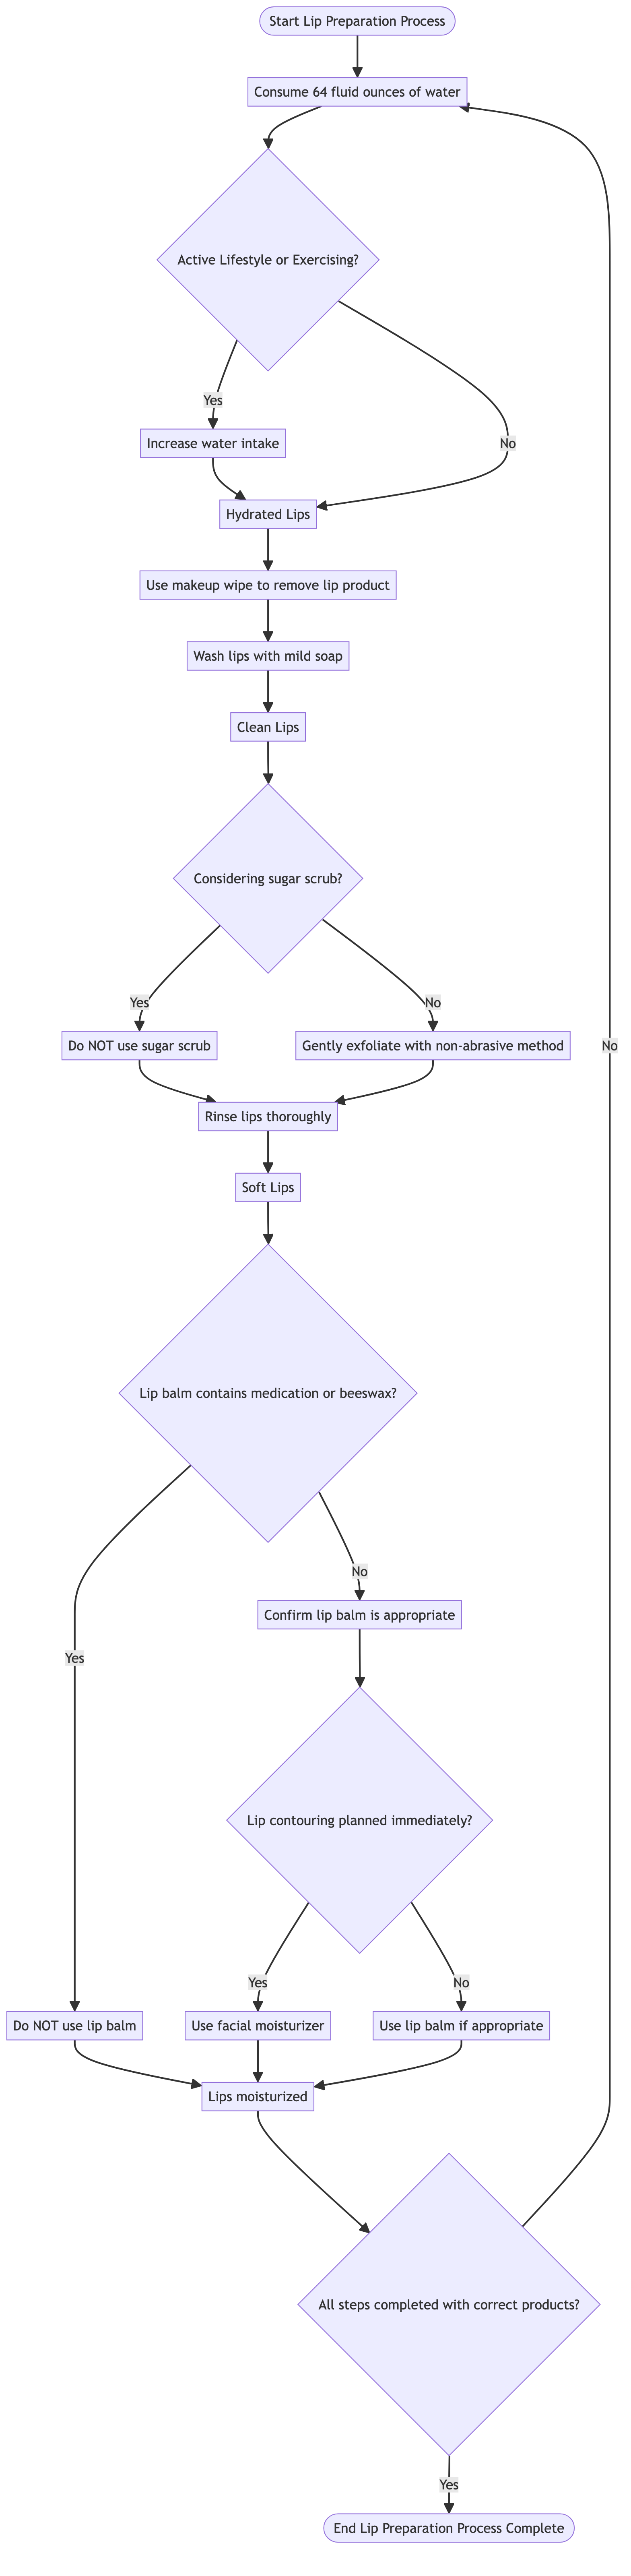 Start Lip Preparation Process
Consume 64 fluid ounces of water
Active Lifestyle or Exercising?
Yes
Increase water intake
No
Hydrated Lips
Use makeup wipe to remove lip product
Wash lips with mild soap
Clean Lips
Considering sugar scrub?
Yes
No
Do NOT use sugar scrub
Gently exfoliate with non-abrasive method
No
Rinse lips thoroughly
Soft Lips
Lip balm contains medication or beeswax?
No
Confirm lip balm is appropriate
Yes
Lip contouring planned immediately?
Yes
No
Do NOT use lip balm
Use facial moisturizer
Use lip balm if appropriate
Lips moisturized
All steps completed with correct products?
Yes
End Lip Preparation Process Complete